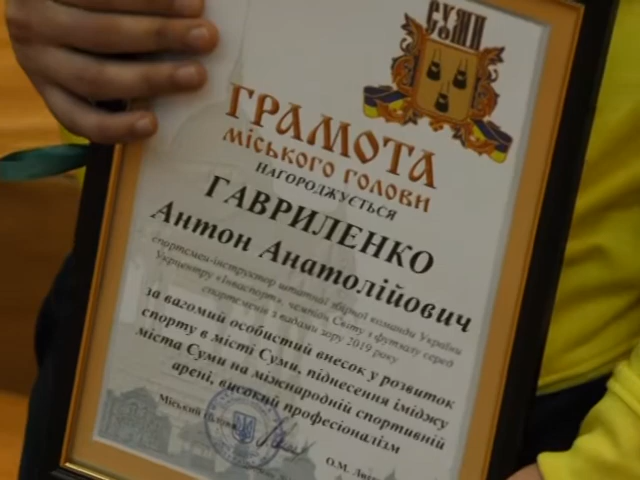 СУМИ
ГРАМОТА
МІСЬКОГО ГОЛОВИ
НАГОРОДЖУЄТЬСЯ
ГАВРИЛЕНКО
Антон Анатолійович
спортсмен-інструктор штатної збірної команди України
Укрцентру «Інваспорт», чемпіон Світу з футболу серед
спортсменів з вадами зору 2019 року
за вагомий особистий внесок у розвиток
спорту в місті Суми, піднесення іміджу
міста Суми на міжнародній спортивній
арені, високий професіоналізм
Міський голова
О.М.